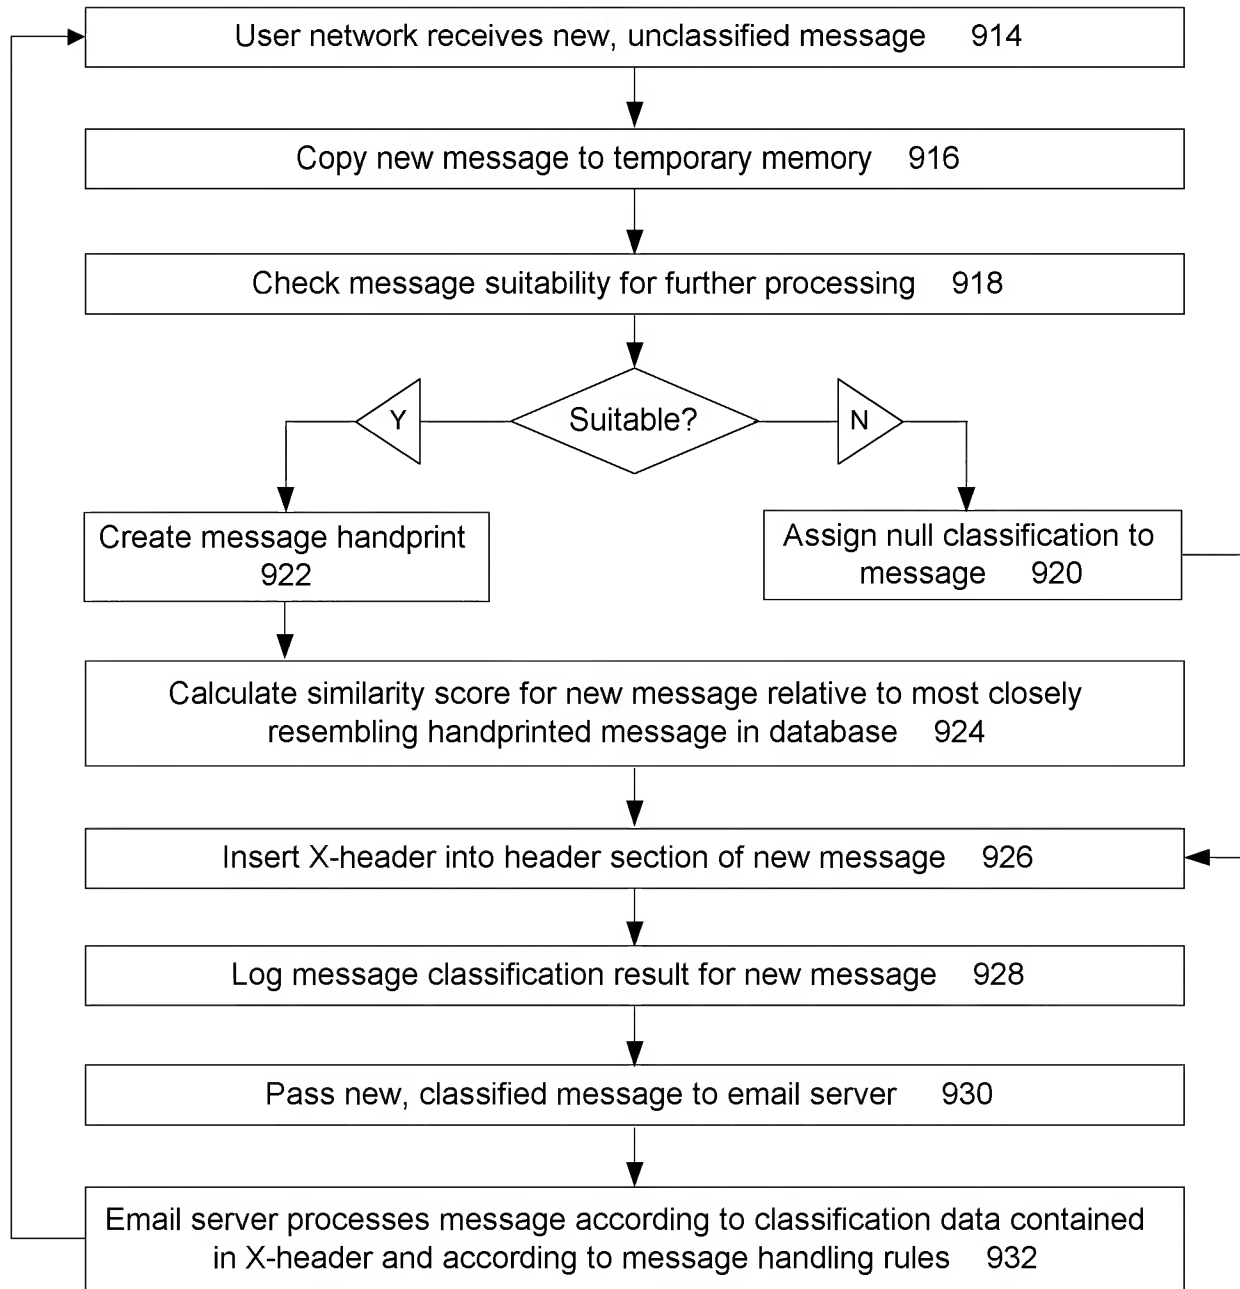 User network receives new, unclassified message 914
Copy new message to temporary memory 916
Check message suitability for further processing 918
Suitable?
Y
N
Create message handprint
922
Assign null classification to
message 920
Calculate similarity score for new message relative to most closely
resembling handprinted message in database 924
Insert X-header into header section of new message 926
Log message classification result for new message 928
Pass new, classified message to email server 930
Email server processes message according to classification data contained
in X-header and according to message handling rules 932